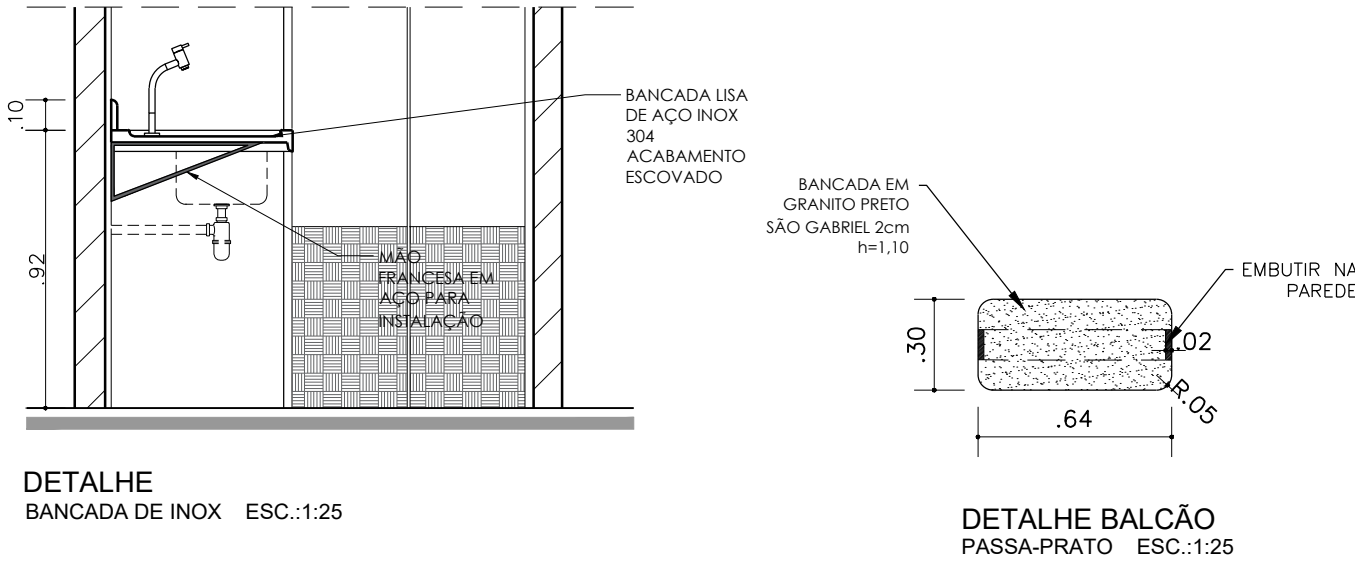 .10
.92
BANCADA LISA
DE AÇO INOX
304
ACABAMENTO
ESCOVADO
MÃO
FRANCESA EM
AÇO PARA
INSTALAÇÃO
DETALHE
BANCADA DE INOX ESC.:1:25
BANCADA EM
GRANITO PRETO
SÃO GABRIEL 2cm
h=1,10
EMBUTIR NA
PAREDE
.30
.02
R.05
.64
DETALHE BALCÃO
PASSA-PRATO ESC.:1:25